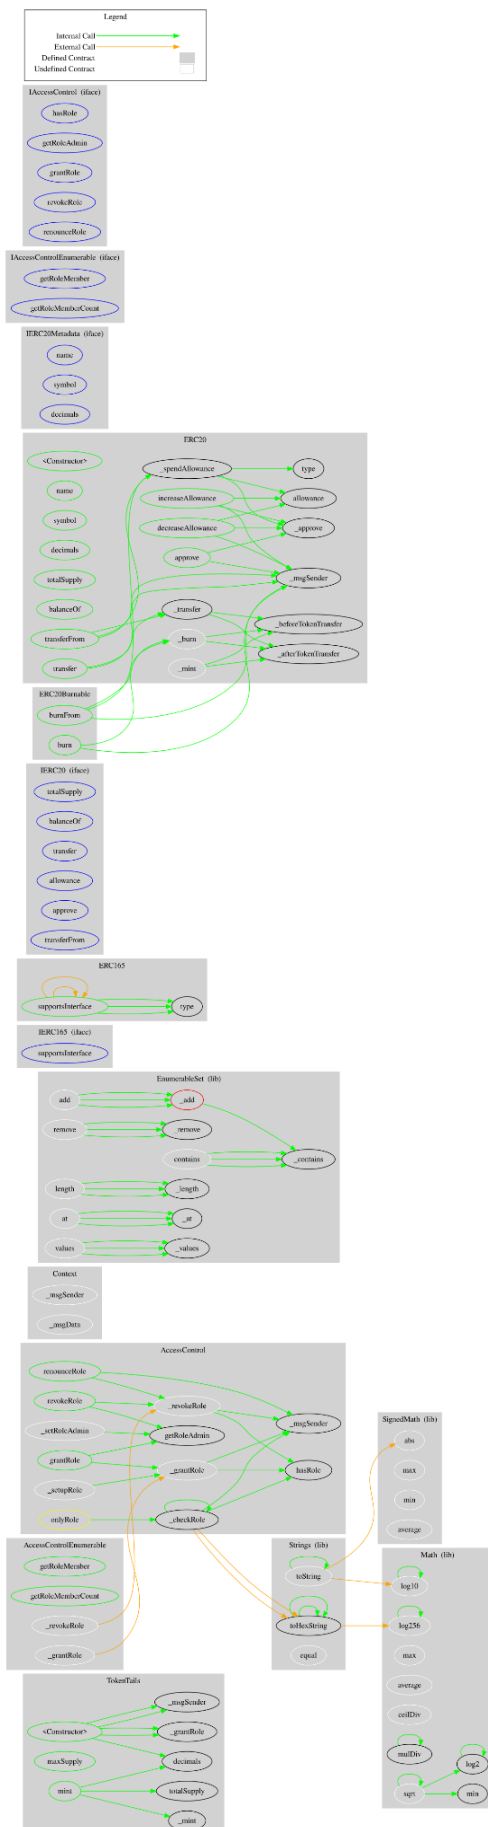 Legend
Internal Call
External Call
Defined Contract
Undefined Contract
IAccessControl (iface)
hasRole
getRoleAdmin
grantRole
revokeRole
renounceRole
IAccessControlEnumerable (iface)
getRoleMember
getRoleMemberCount
IERC20Metadata (iface)
name
symbol
decimals
ERC20
<Constructor>
name
symbol
decimals
totalSupply
balanceOf
transferFrom
transfer
_spendAllowance
increaseAllowance
decreaseAllowance
approve
_transfer
_burn
_mint
type
allowance
_approve
_msgSender
_beforeTokenTransfer
_afterTokenTransfer
ERC20Burnable
burnFrom
burn
IERC20 (iface)
totalSupply
balanceOf
transfer
allowance
approve
transferFrom
ERC165
supportsInterface
type
IERC165 (iface)
supportsInterface
EnumerableSet (lib)
add
_add
remove
_remove
contains
_contains
length
_length
at
_at
values
_values
Context
_msgSender
_msgData
AccessControl
renounceRole
revokeRole
_setRoleAdmin
grantRole
_setupRole
onlyRole
_revokeRole
getRoleAdmin
_grantRole
_checkRole
_msgSender
hasRole
AccessControlEnumerable
getRoleMember
getRoleMemberCount
_revokeRole
_grantRole
Strings (lib)
toString
toHexString
equal
SignedMath (lib)
abs
max
min
average
Math (lib)
log10
log256
max
average
ceilDiv
mulDiv
sqrt
log2
min
TokenTails
<Constructor>
maxSupply
mint
_msgSender
_grantRole
decimals
totalSupply
_mint